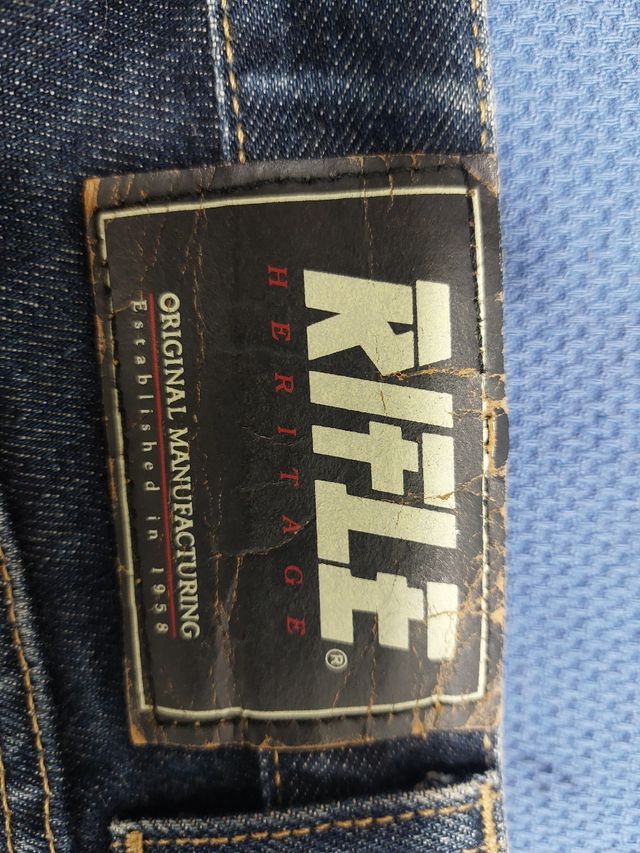 RIFLE®
HERITAGE
ORIGINAL MANUFACTURING
Established in 1958